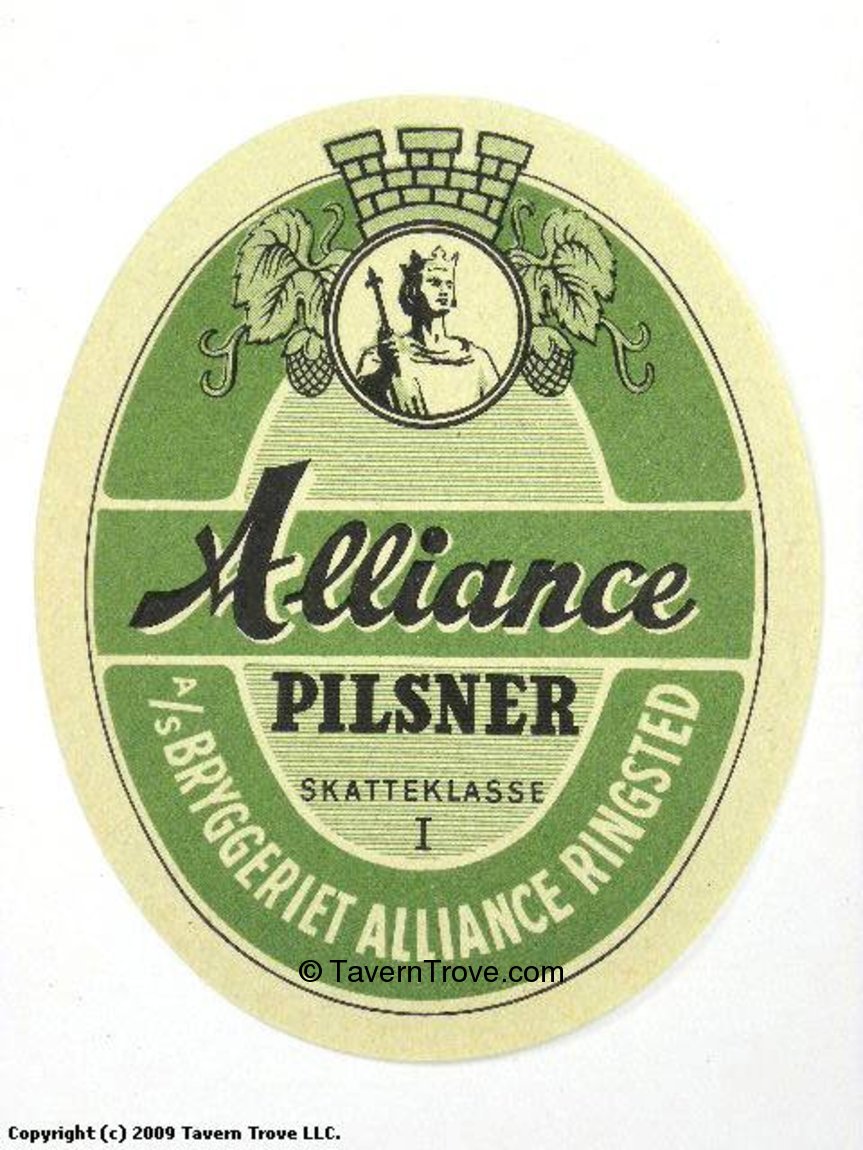 Alliance
PILSNER
SKATTEKLASSE
I
A/S BRYGGERIET ALLIANCE RINGSTED
© TavernTrove.com
Copyright (c) 2009 Tavern Trove LLC.